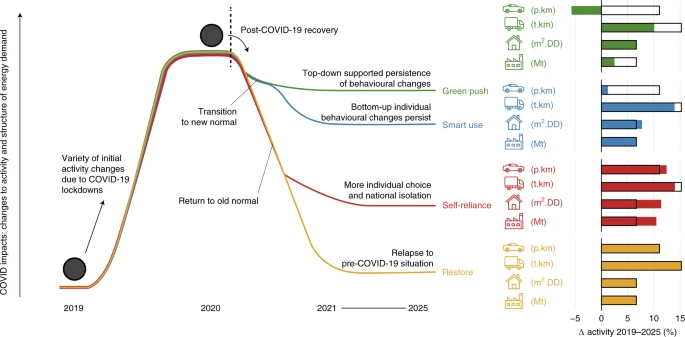 COVID impacts: changes to activity and structure of energy demand
Post-COVID-19 recovery
Top-down supported persistence
of behavioural changes
Green push
Transition
to new normal
Bottom-up individual
behavioural changes persist
Smart use
Variety of initial
activity changes
due to COVID-19
lockdowns
Return to old normal
More individual choice
and national isolation
Self-reliance
Relapse to
pre-COVID-19 situation
Restore
2019
2020
2021
2025
(p.km)
(t.km)
(m².DD)
(Mt)
(p.km)
(t.km)
(m².DD)
(Mt)
(p.km)
(t.km)
(m².DD)
(Mt)
(p.km)
(t.km)
(m².DD)
(Mt)
–5 0 5 10 15
Δ activity 2019–2025 (%)